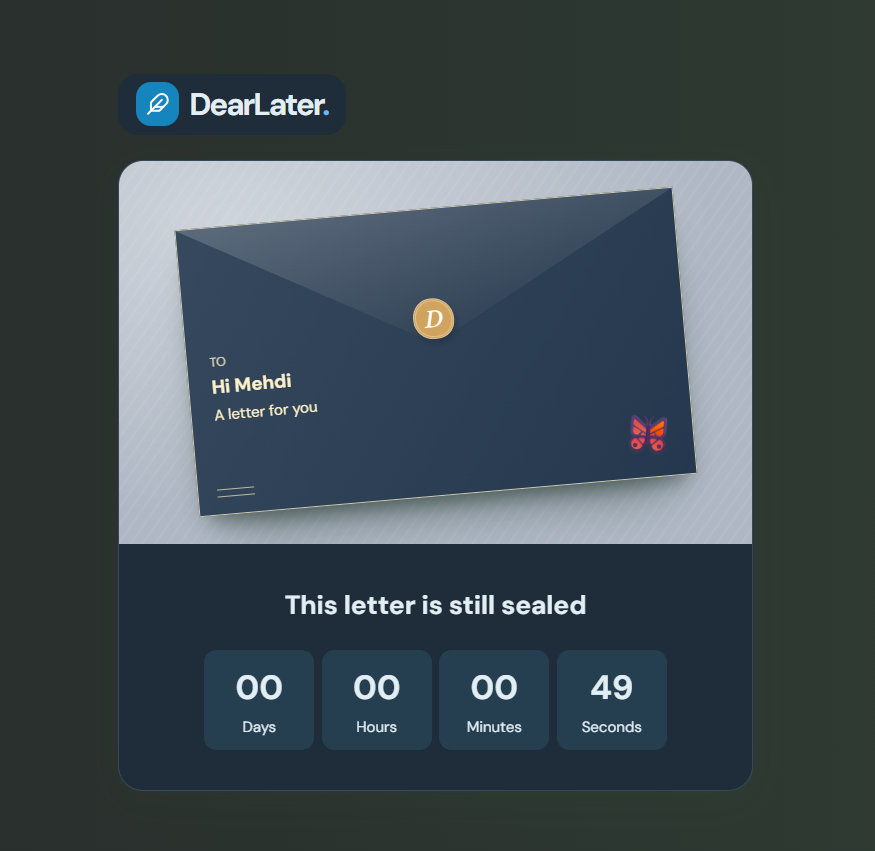 DearLater.
D
TO
Hi Mehdi
A letter for you
This letter is still sealed
00 00 00 49
Days Hours Minutes Seconds